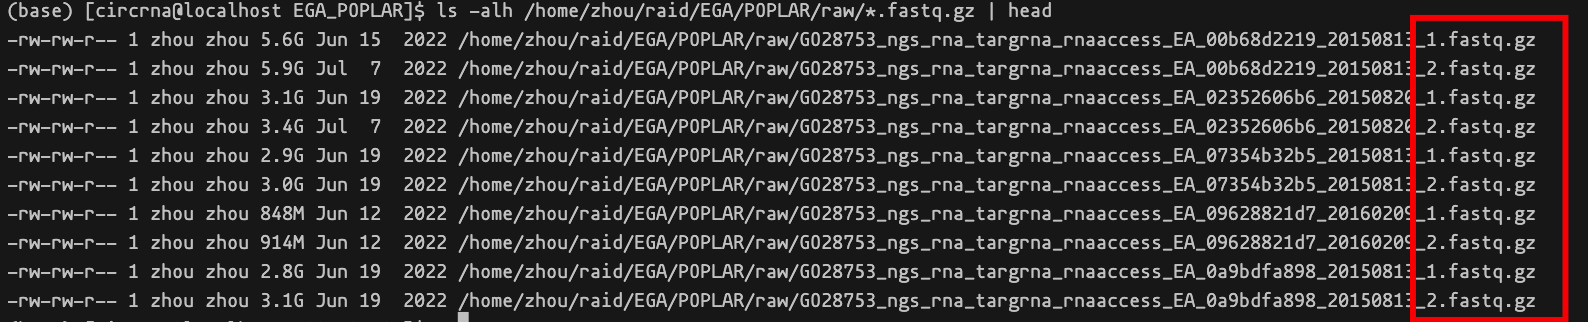 (base) [circrna@localhost EGA_POPLAR]$ ls -alh /home/zhou/raid/EGA/POPLAR/raw/*.fastq.gz | head
-rw-rw-r-- 1 zhou zhou 5.6G Jun 15  2022 /home/zhou/raid/EGA/POPLAR/raw/GO28753_ngs_rna_targrna_rnaaccess_EA_00b68d2219_20150813_1.fastq.gz
-rw-rw-r-- 1 zhou zhou 5.9G Jul  7  2022 /home/zhou/raid/EGA/POPLAR/raw/GO28753_ngs_rna_targrna_rnaaccess_EA_00b68d2219_20150813_2.fastq.gz
-rw-rw-r-- 1 zhou zhou 3.1G Jun 19  2022 /home/zhou/raid/EGA/POPLAR/raw/GO28753_ngs_rna_targrna_rnaaccess_EA_02352606b6_20150820_1.fastq.gz
-rw-rw-r-- 1 zhou zhou 3.4G Jul  7  2022 /home/zhou/raid/EGA/POPLAR/raw/GO28753_ngs_rna_targrna_rnaaccess_EA_02352606b6_20150820_2.fastq.gz
-rw-rw-r-- 1 zhou zhou 2.9G Jun 19  2022 /home/zhou/raid/EGA/POPLAR/raw/GO28753_ngs_rna_targrna_rnaaccess_EA_07354b32b5_20150813_1.fastq.gz
-rw-rw-r-- 1 zhou zhou 3.0G Jun 19  2022 /home/zhou/raid/EGA/POPLAR/raw/GO28753_ngs_rna_targrna_rnaaccess_EA_07354b32b5_20150813_2.fastq.gz
-rw-rw-r-- 1 zhou zhou 848M Jun 12  2022 /home/zhou/raid/EGA/POPLAR/raw/GO28753_ngs_rna_targrna_rnaaccess_EA_09628821d7_20160209_1.fastq.gz
-rw-rw-r-- 1 zhou zhou 914M Jun 12  2022 /home/zhou/raid/EGA/POPLAR/raw/GO28753_ngs_rna_targrna_rnaaccess_EA_09628821d7_20160209_2.fastq.gz
-rw-rw-r-- 1 zhou zhou 2.8G Jun 19  2022 /home/zhou/raid/EGA/POPLAR/raw/GO28753_ngs_rna_targrna_rnaaccess_EA_0a9bdfa898_20150813_1.fastq.gz
-rw-rw-r-- 1 zhou zhou 3.1G Jun 19  2022 /home/zhou/raid/EGA/POPLAR/raw/GO28753_ngs_rna_targrna_rnaaccess_EA_0a9bdfa898_20150813_2.fastq.gz